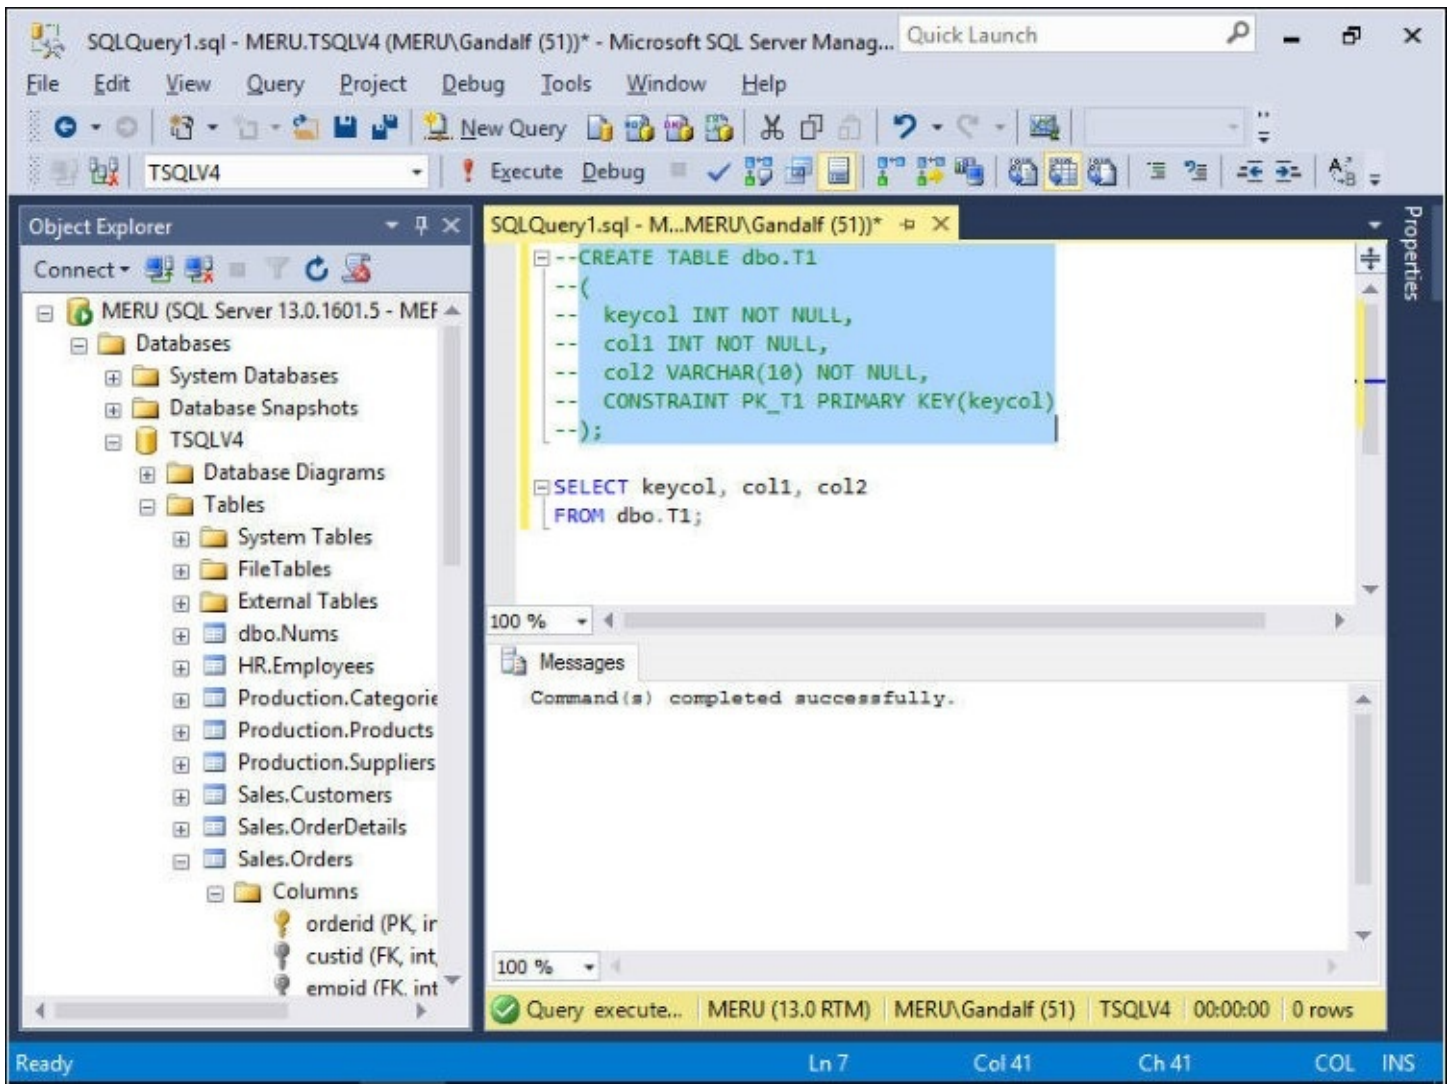 SQLQuery1.sql - MERU.TSQLV4 (MERU\Gandalf (51))* - Microsoft SQL Server Manag...
Quick Launch
File Edit View Query Project Debug Tools Window Help
New Query
TSQLV4
Execute Debug
Object Explorer
Connect
MERU (SQL Server 13.0.1601.5 - MER
Databases
System Databases
Database Snapshots
TSQLV4
Database Diagrams
Tables
System Tables
FileTables
External Tables
dbo.Nums
HR.Employees
Production.Categorie
Production.Products
Production.Suppliers
Sales.Customers
Sales.OrderDetails
Sales.Orders
Columns
orderid (PK, in
custid (FK, int,
empid (FK, int
SQLQuery1.sql - M...MERU\Gandalf (51))*
--CREATE TABLE dbo.T1
--(
--  keycol INT NOT NULL,
--  col1 INT NOT NULL,
--  col2 VARCHAR(10) NOT NULL,
--  CONSTRAINT PK_T1 PRIMARY KEY(keycol)
--);
SELECT keycol, col1, col2
FROM dbo.T1;
100 %
Messages
Command(s) completed successfully.
100 %
Query execute... MERU (13.0 RTM) MERU\Gandalf (51) TSQLV4 00:00:00 0 rows
Properties
Ready Ln 7 Col 41 Ch 41 COL INS